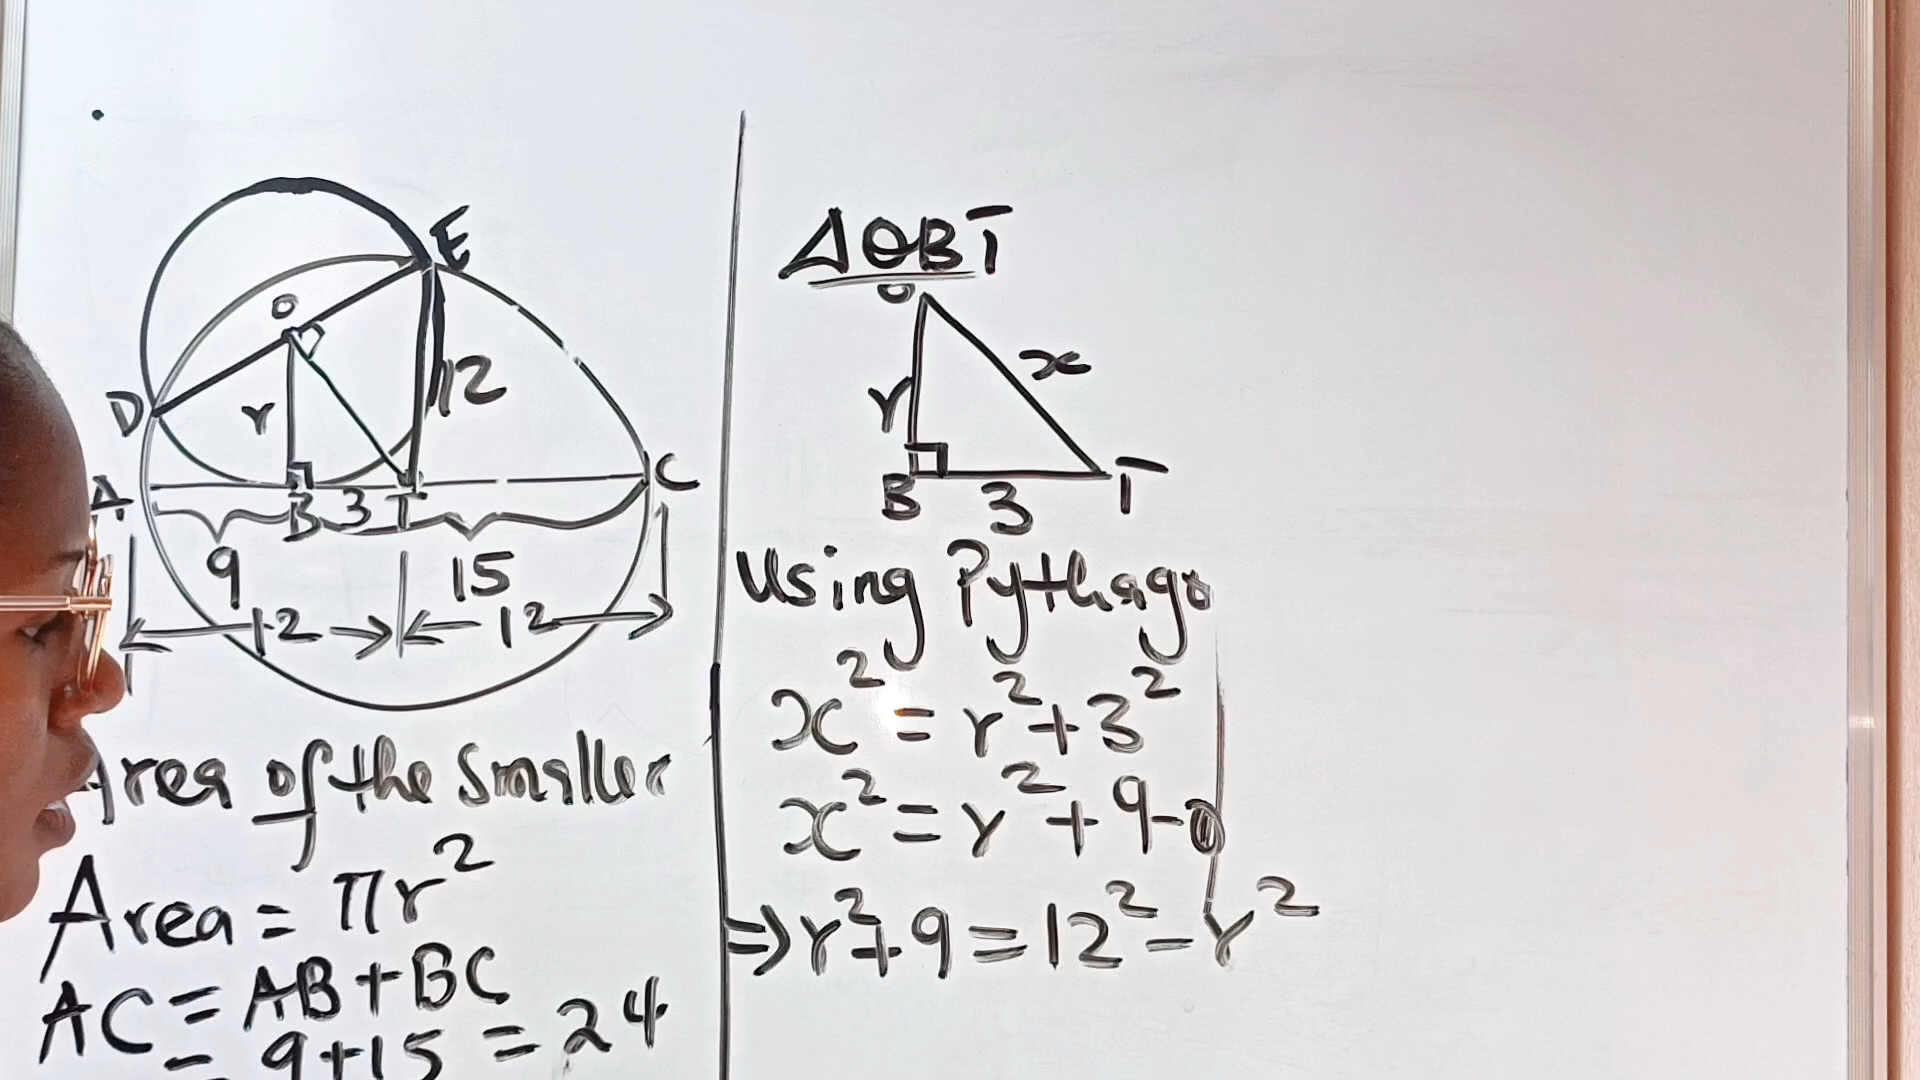 E
O
D
r
12
A
B
3
T
C
9
15
12
12
Area of the smaller
Area = πr²
AC = AB + BC
= 9+15 = 24
ΔOBT
O
x
r
B
3
T
Using Pythago
x² = r² + 3²
x² = r² + 9 - 0
⇒ r² + 9 = 12² - r²